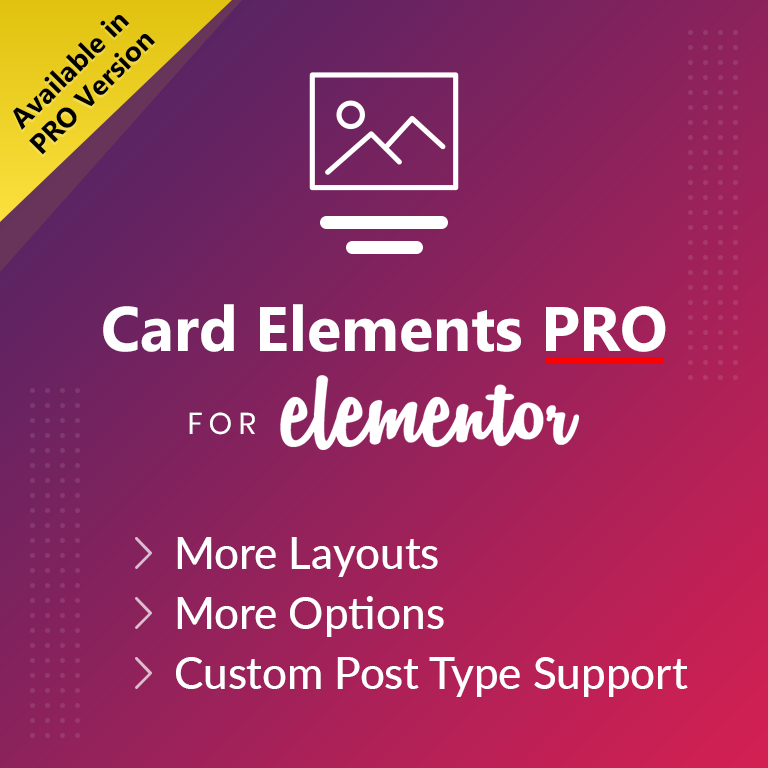 Available in
PRO Version
Card Elements PRO
FOR elementor
More Layouts
More Options
Custom Post Type Support